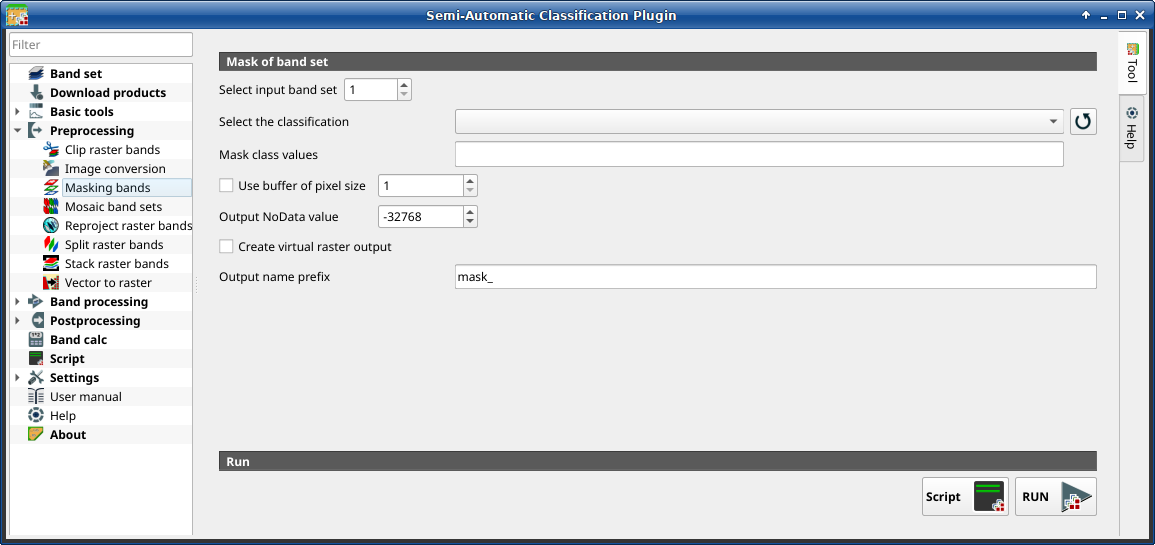 Semi-Automatic Classification Plugin
Filter
Band set
Download products
Basic tools
Preprocessing
Clip raster bands
Image conversion
Masking bands
Mosaic band sets
Reproject raster bands
Split raster bands
Stack raster bands
Vector to raster
Band processing
Postprocessing
Band calc
Script
Settings
User manual
Help
About
Mask of band set
Select input band set 1
Select the classification
Mask class values
Use buffer of pixel size 1
Output NoData value -32768
Create virtual raster output
Output name prefix mask_
Run
Script RUN
Tool
Help